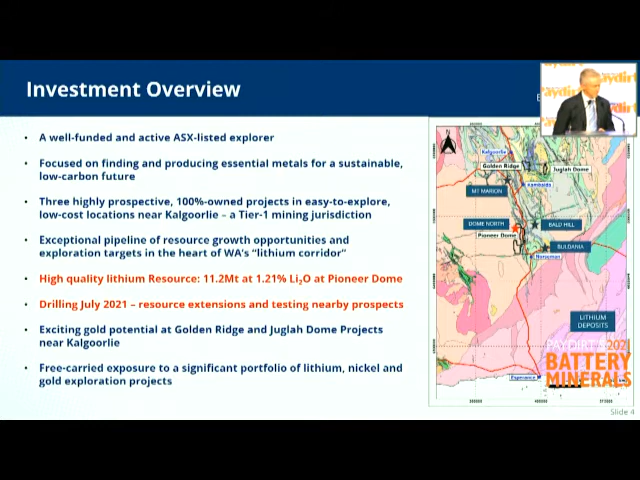 Investment Overview
A well-funded and active ASX-listed explorer
Focused on finding and producing essential metals for a sustainable,
low-carbon future
Three highly prospective, 100%-owned projects in easy-to-explore,
low-cost locations near Kalgoorlie – a Tier-1 mining jurisdiction
Exceptional pipeline of resource growth opportunities and
exploration targets in the heart of WA's "lithium corridor"
High quality lithium Resource: 11.2Mt at 1.21% Li₂O at Pioneer Dome
Drilling July 2021 – resource extensions and testing nearby prospects
Exciting gold potential at Golden Ridge and Juglah Dome Projects
near Kalgoorlie
Free-carried exposure to a significant portfolio of lithium, nickel and
gold exploration projects
paydirt
Kalgoorlie
Golden Ridge
Juglah Dome
Kambalda
MT MARION
DOME NORTH
BALD HILL
Pioneer Dome
BULDANIA
Norseman
LITHIUM
DEPOSITS
PAYDIRT'S 2021
BATTERY
MINERALS
Esperance
Slide 4